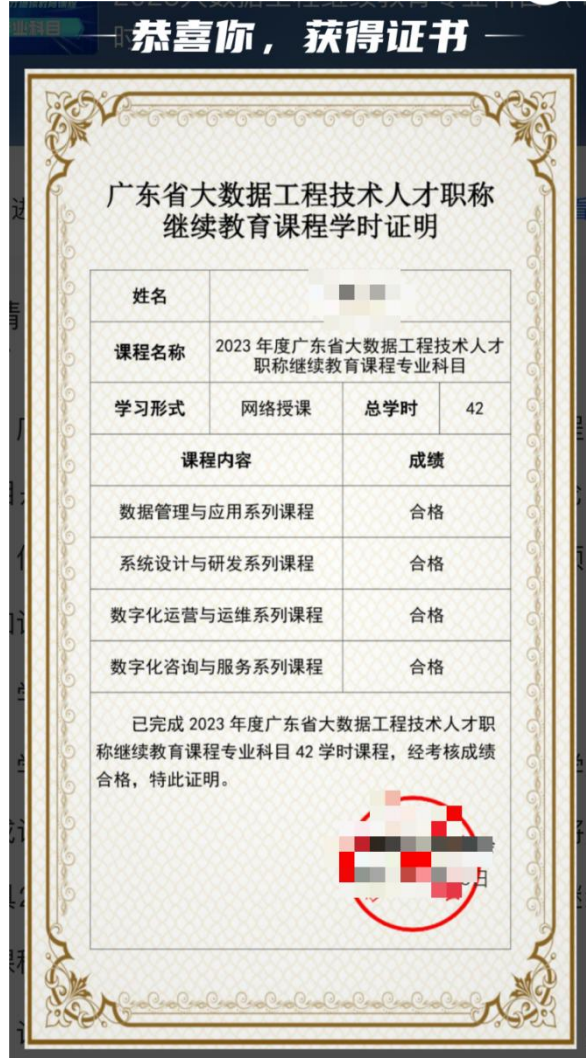 恭喜你，获得证书
广东省大数据工程技术人才职称
继续教育课程学时证明
姓名
课程名称 2023 年度广东省大数据工程技术人才
职称继续教育课程专业科目
学习形式 网络授课 总学时 42
课程内容 成绩
数据管理与应用系列课程 合格
系统设计与研发系列课程 合格
数字化运营与运维系列课程 合格
数字化咨询与服务系列课程 合格
已完成 2023 年度广东省大数据工程技术人才职
称继续教育课程专业科目 42 学时课程，经考核成绩
合格，特此证明。
日